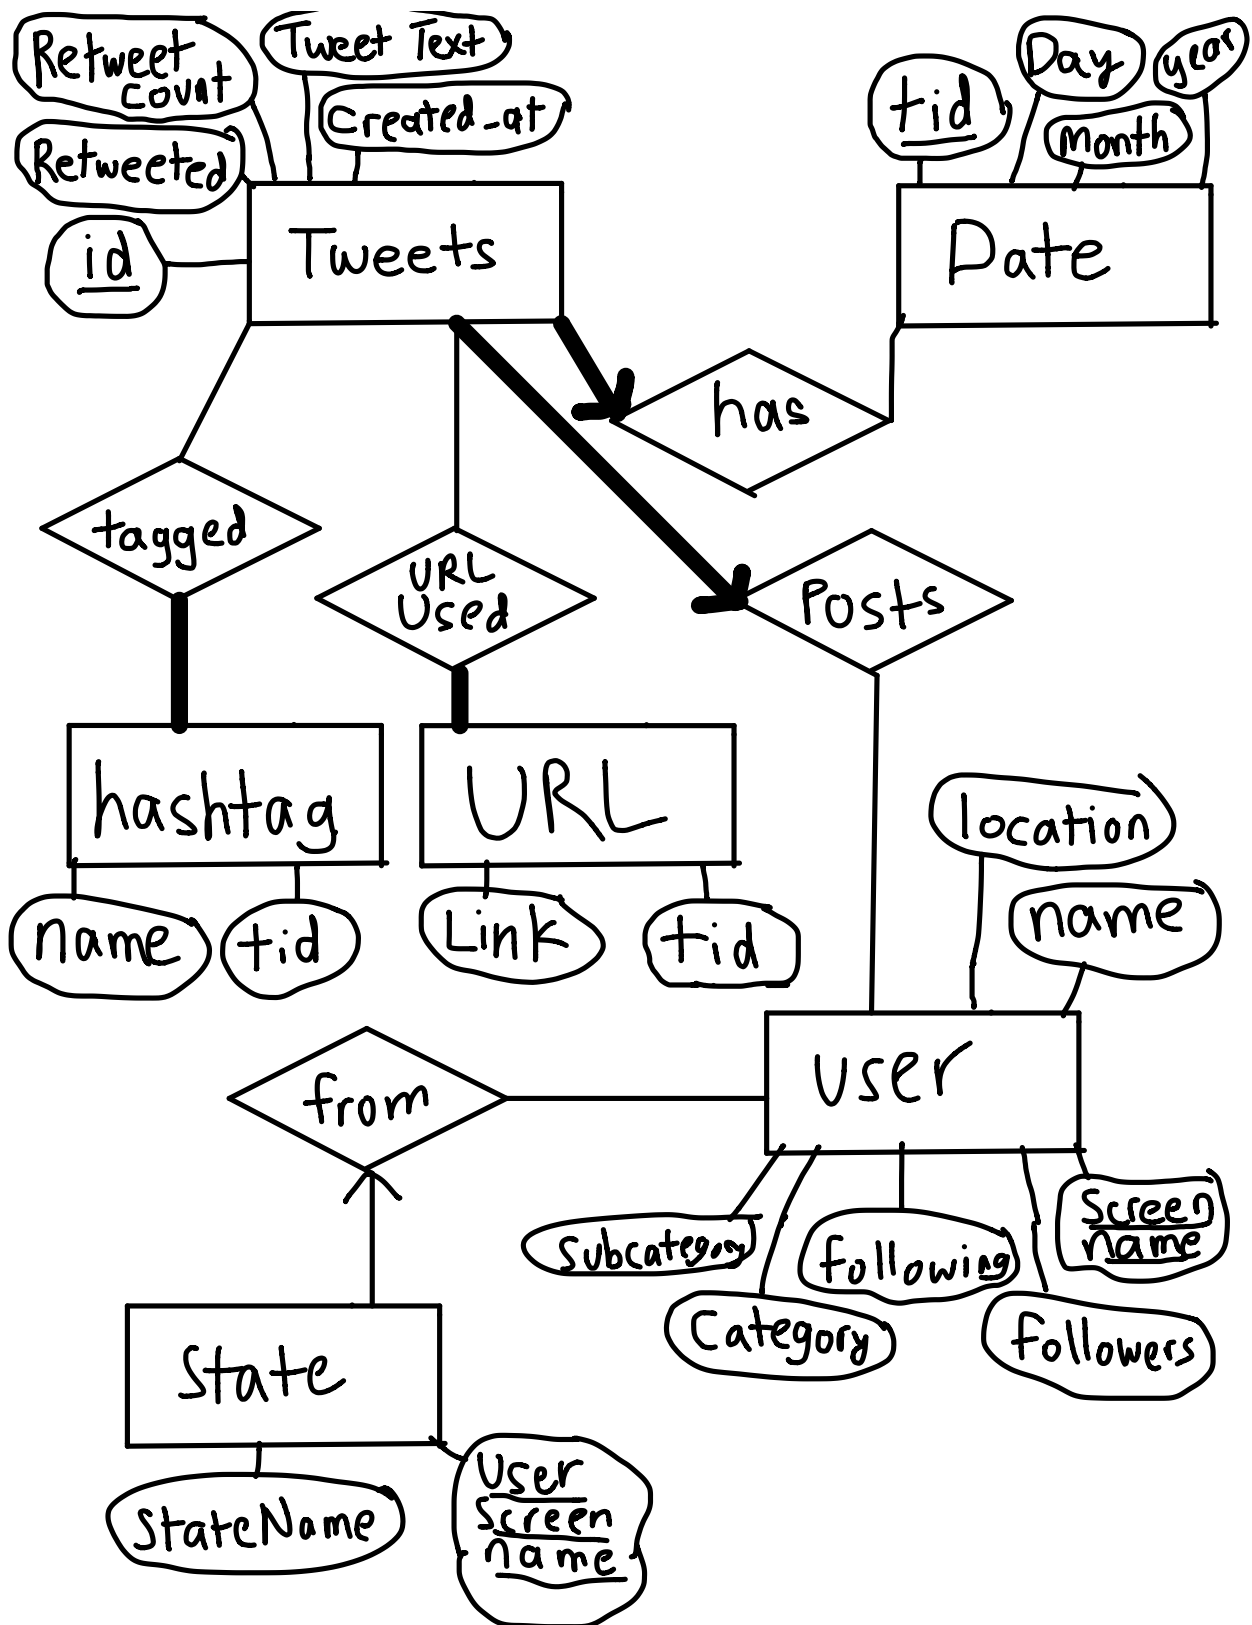 Retweet
count
Tweet Text
Created_at
Retweeted
id
Tweets
tid
Day
year
Month
Date
has
tagged
URL
Used
Posts
hashtag
URL
name
tid
Link
tid
location
name
user
from
Subcategory
following
Screen
name
Category
followers
state
StateName
User
screen
name